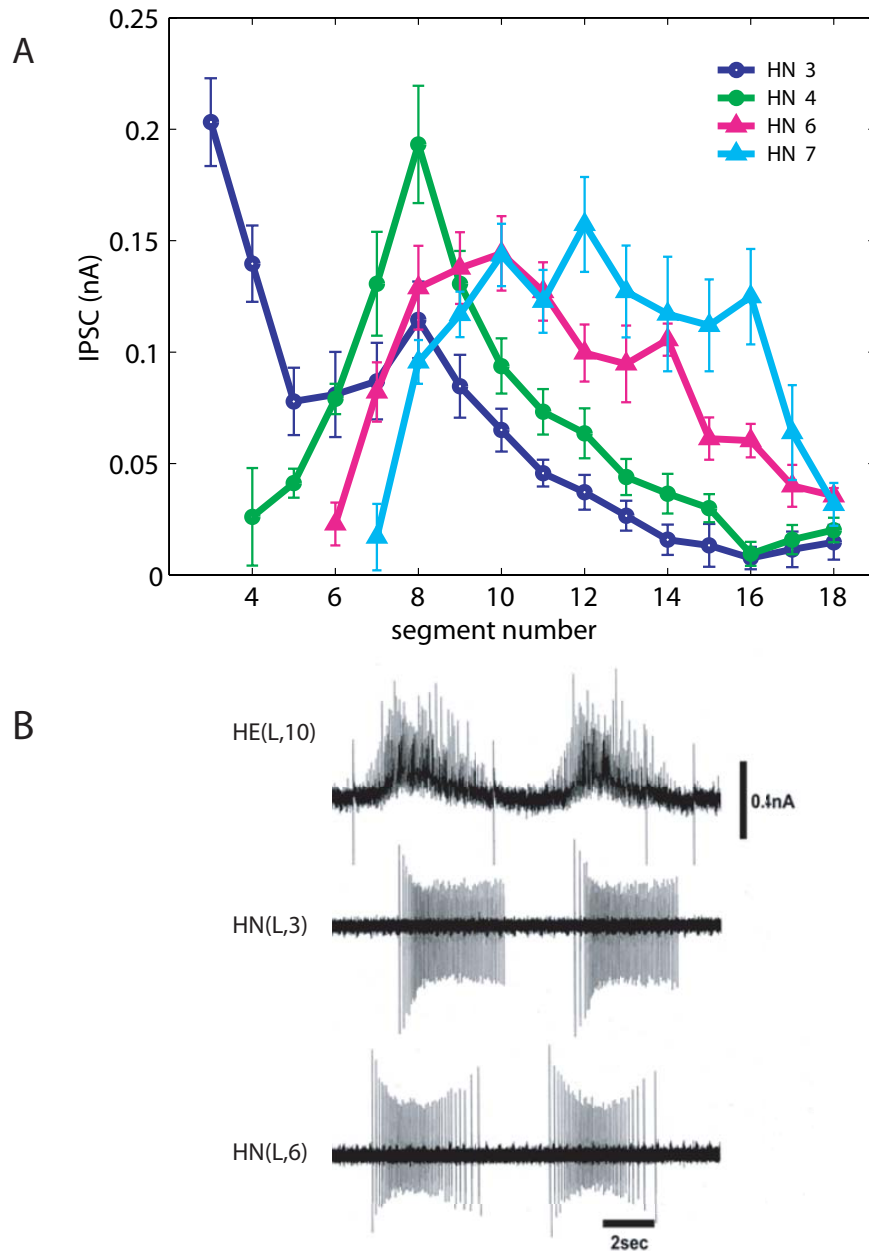 A
0.25
0.2
0.15
0.1
0.05
0
IPSC (nA)
HN 3
HN 4
HN 6
HN 7
4 6 8 10 12 14 16 18
segment number
B
HE(L,10)
0.4nA
HN(L,3)
HN(L,6)
2sec